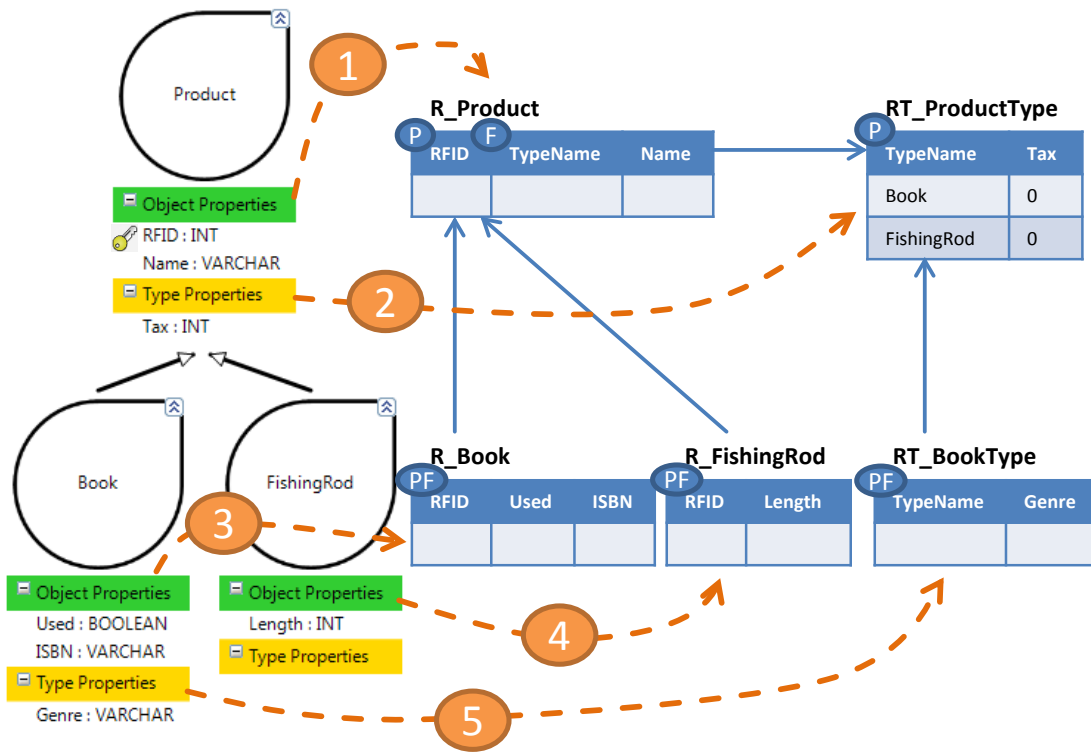 Product
Object Properties
RFID : INT
Name : VARCHAR
Type Properties
Tax : INT
1
2
R_Product
P F
RFID TypeName Name
RT_ProductType
P
TypeName Tax
Book 0
FishingRod 0
Book
Object Properties
Used : BOOLEAN
ISBN : VARCHAR
Type Properties
Genre : VARCHAR
FishingRod
Object Properties
Length : INT
Type Properties
3
4
5
R_Book
PF
RFID Used ISBN
R_FishingRod
PF
RFID Length
RT_BookType
PF
TypeName Genre